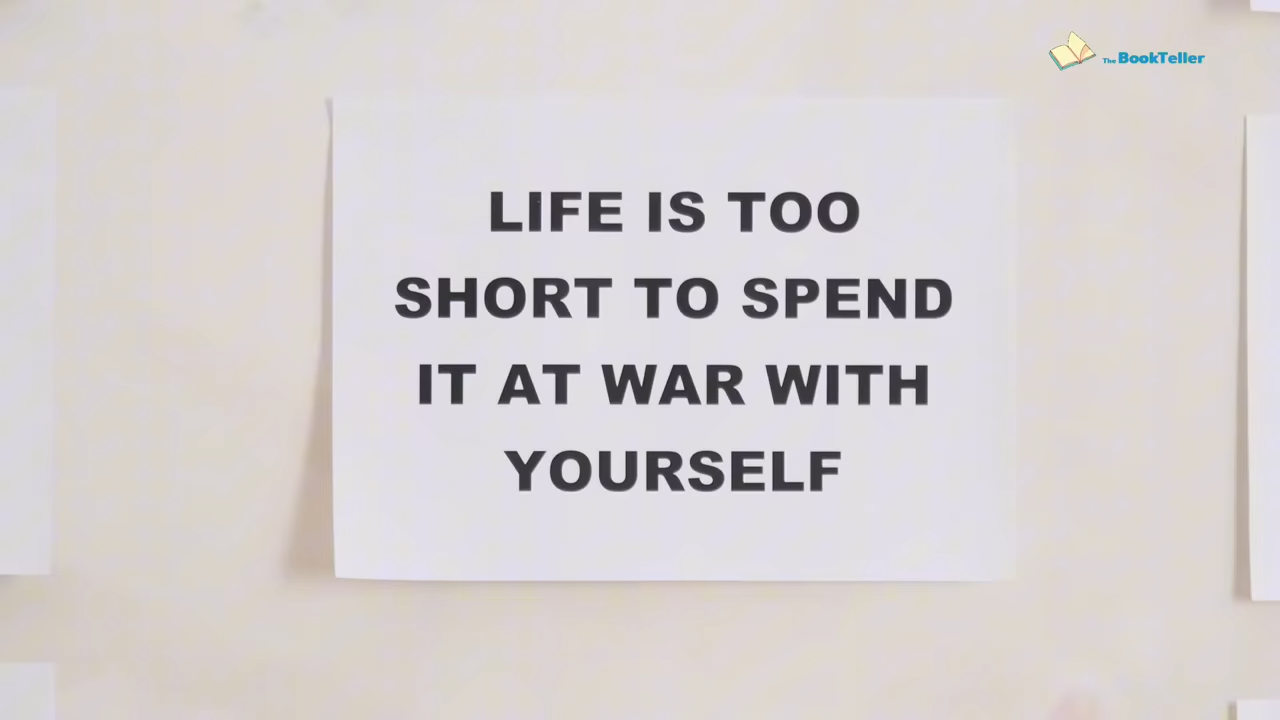 The BookTeller
LIFE IS TOO
SHORT TO SPEND
IT AT WAR WITH
YOURSELF